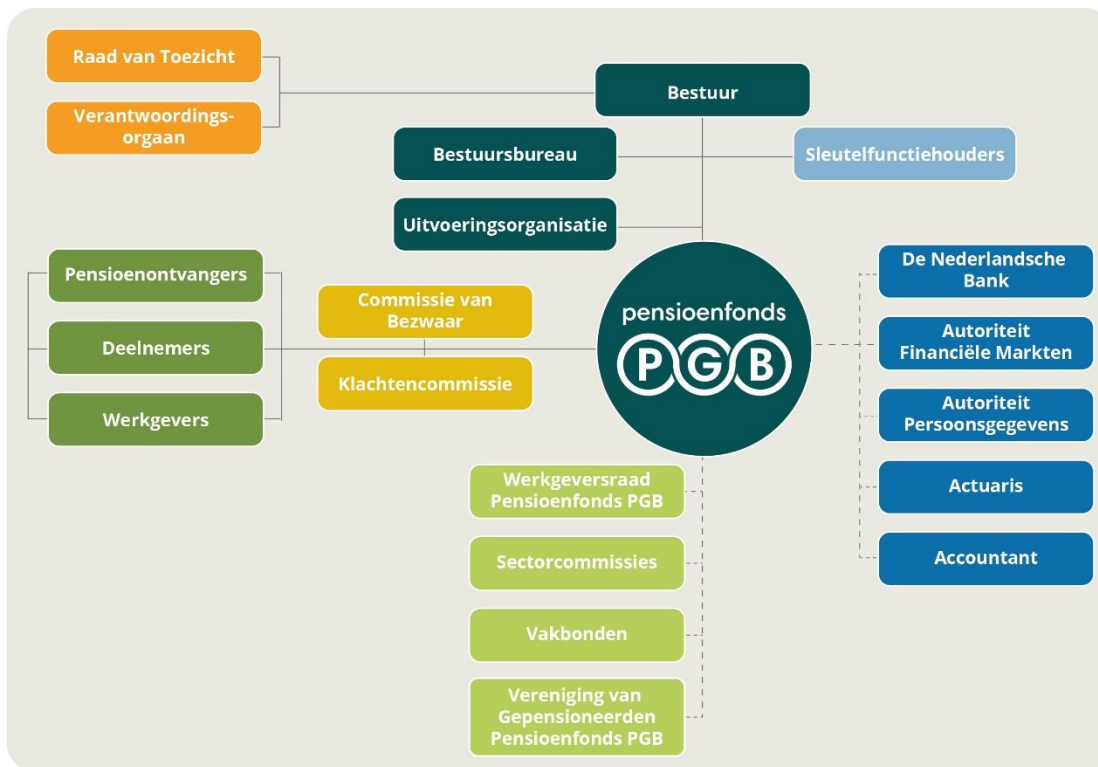 Raad van Toezicht
Verantwoordings-
orgaan
Bestuur
Bestuursbureau
Sleutelfunctiehouders
Uitvoeringsorganisatie
Pensioenontvangers
Deelnemers
Werkgevers
Commissie van
Bezwaar
Klachtencommissie
pensioenfonds
PGB
De Nederlandsche
Bank
Autoriteit
Financiële Markten
Autoriteit
Persoonsgegevens
Actuaris
Accountant
Werkgeversraad
Pensioenfonds PGB
Sectorcommissies
Vakbonden
Vereniging van
Gepensioneerden
Pensioenfonds PGB